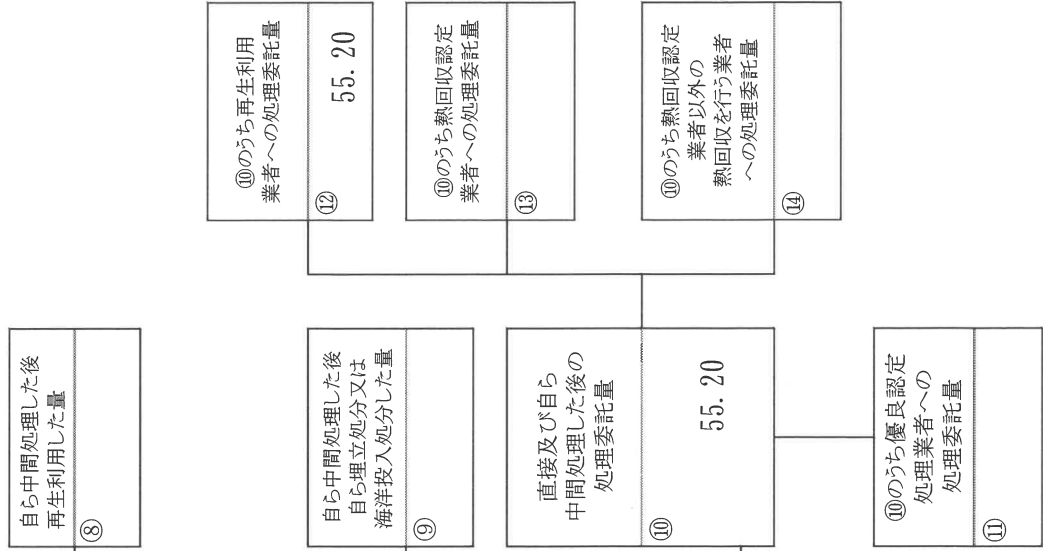 自ら中間処理した後
再生利用した量
⑧
自ら中間処理した後
自ら埋立処分又は
海洋投入処分した量
⑨
直接及び自ら
中間処理した後の
処理委託量
⑩
55.20
⑩のうち優良認定
処理業者への
処理委託量
⑪
⑩のうち再生利用
業者への処理委託量
⑫
55.20
⑩のうち熱回収認定
業者への処理委託量
⑬
⑩のうち熱回収認定
業者以外の
熱回収を行う業者
への処理委託量
⑭